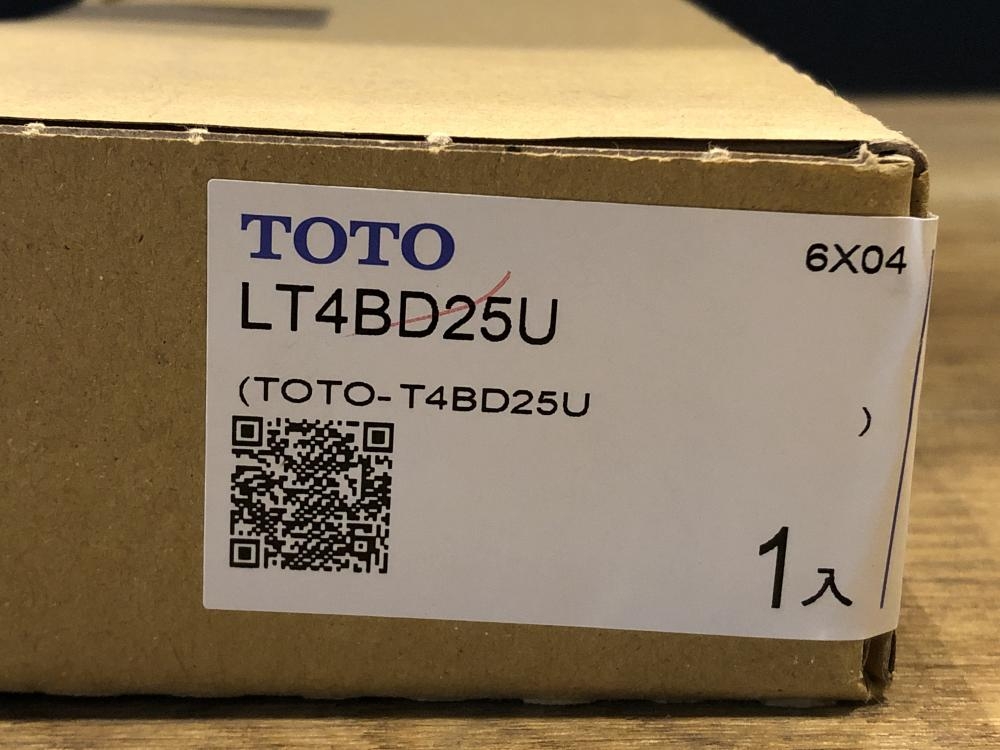 TOTO
6X04
LT4BD25U
(TOTO-T4BD25U )
1入